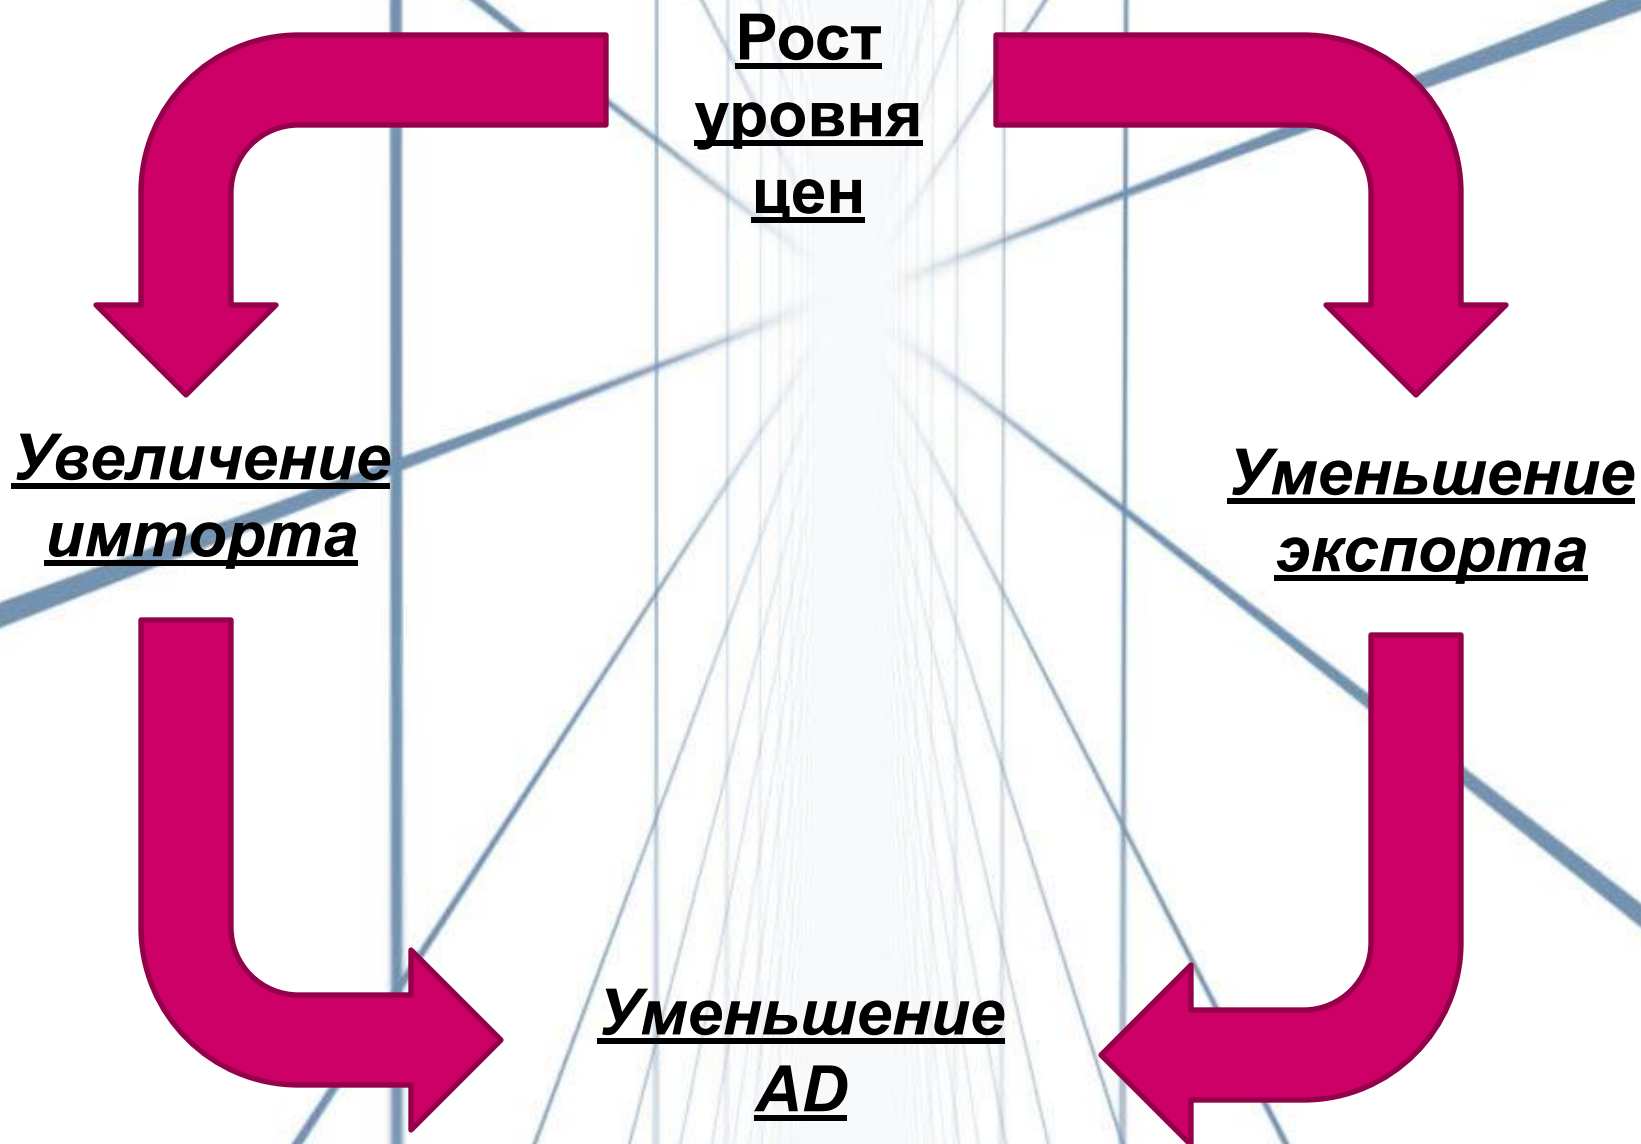 Рост
уровня
цен
Увеличение
имторта
Уменьшение
экспорта
Уменьшение
AD